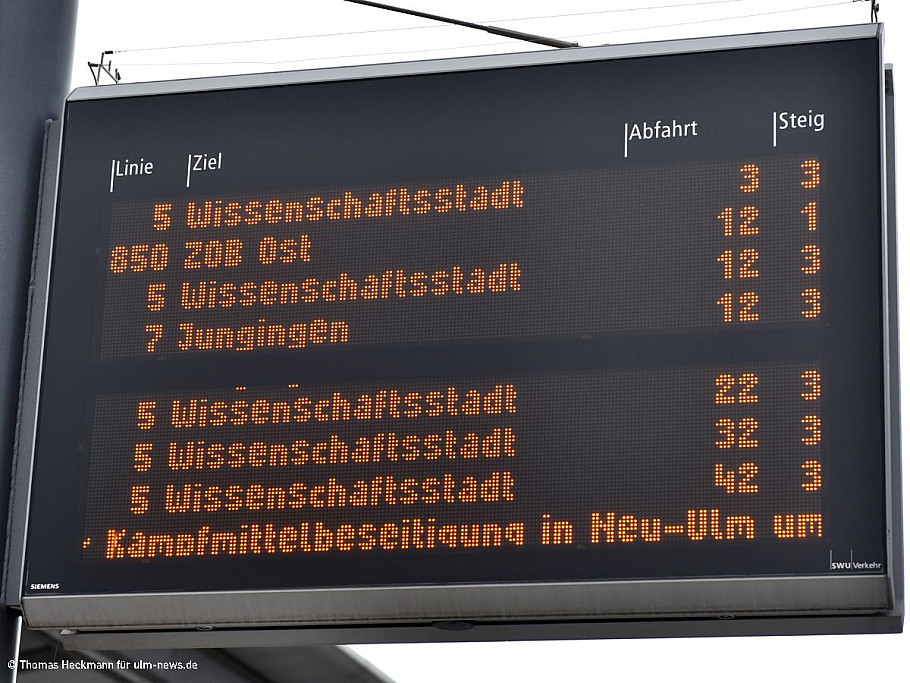 Linie Ziel Abfahrt Steig
5 Wissenschaftsstadt 3 3
850 ZOB Ost 12 1
5 Wissenschaftsstadt 12 3
7 Jungingen 12 3
5 Wissenschaftsstadt 22 3
5 Wissenschaftsstadt 32 3
5 Wissenschaftsstadt 42 3
Kampfmittelbeseitigung in Neu-Ulm um
SIEMENS
SWU Verkehr
© Thomas Heckmann für ulm-news.de